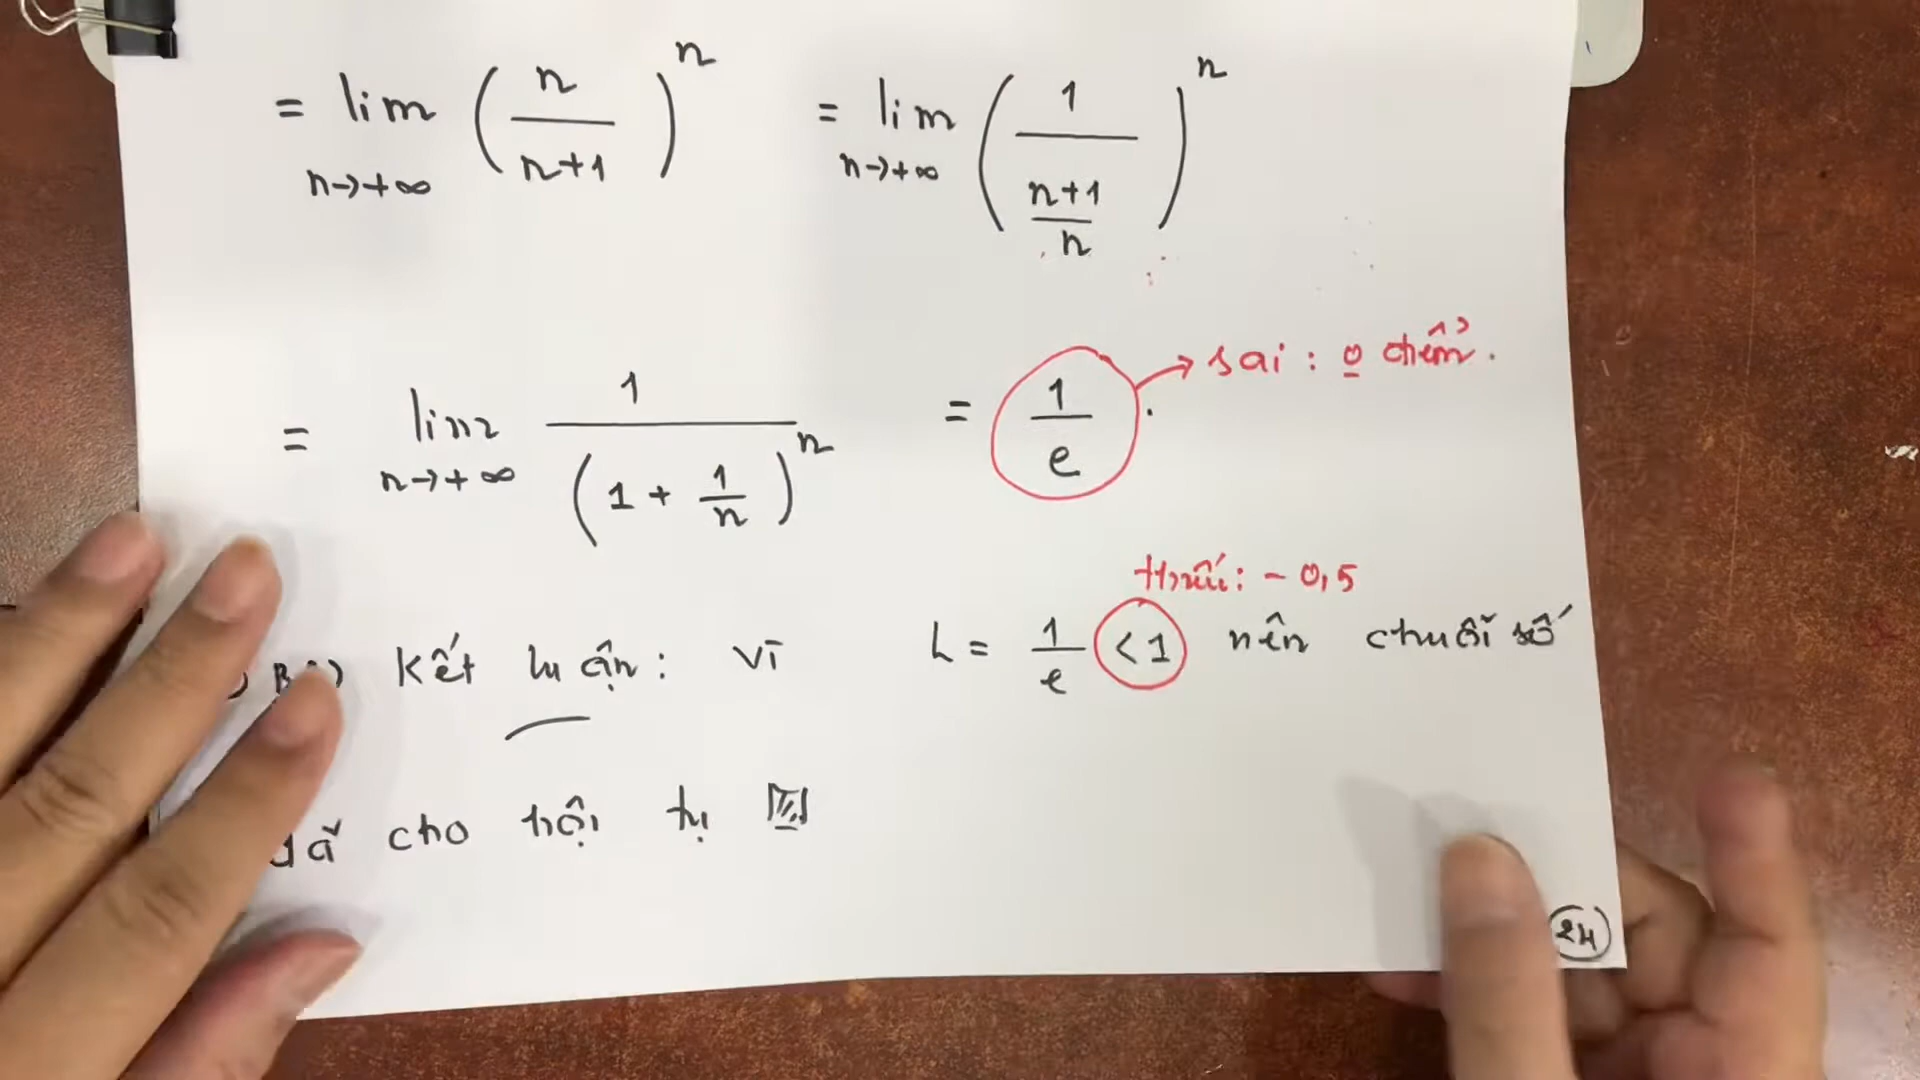 = lim n→+∞ (n/(n+1))^n = lim n→+∞ (1/((n+1)/n))^n
= lim n→+∞ 1/(1 + 1/n)^n = 1/e . → sai : 0 điểm.
thiếu: - 0,5
Kết luận: vì L = 1/e < 1 nên chuỗi số
đã cho hội tụ
24